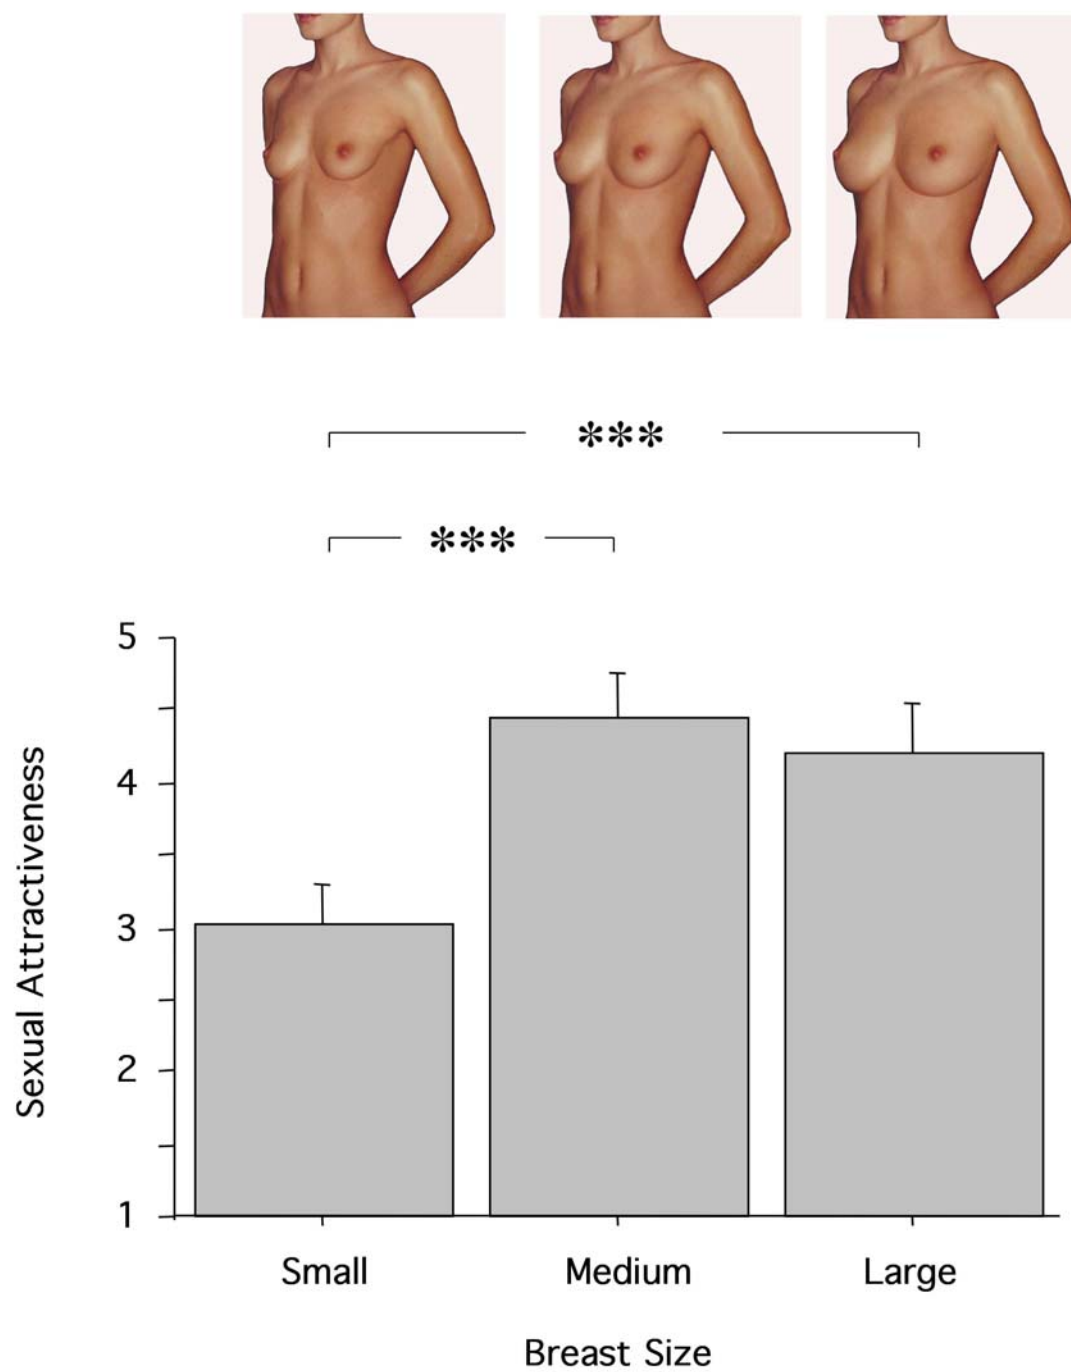 ***
***
5
4
3
2
1
Sexual Attractiveness
Small Medium Large
Breast Size